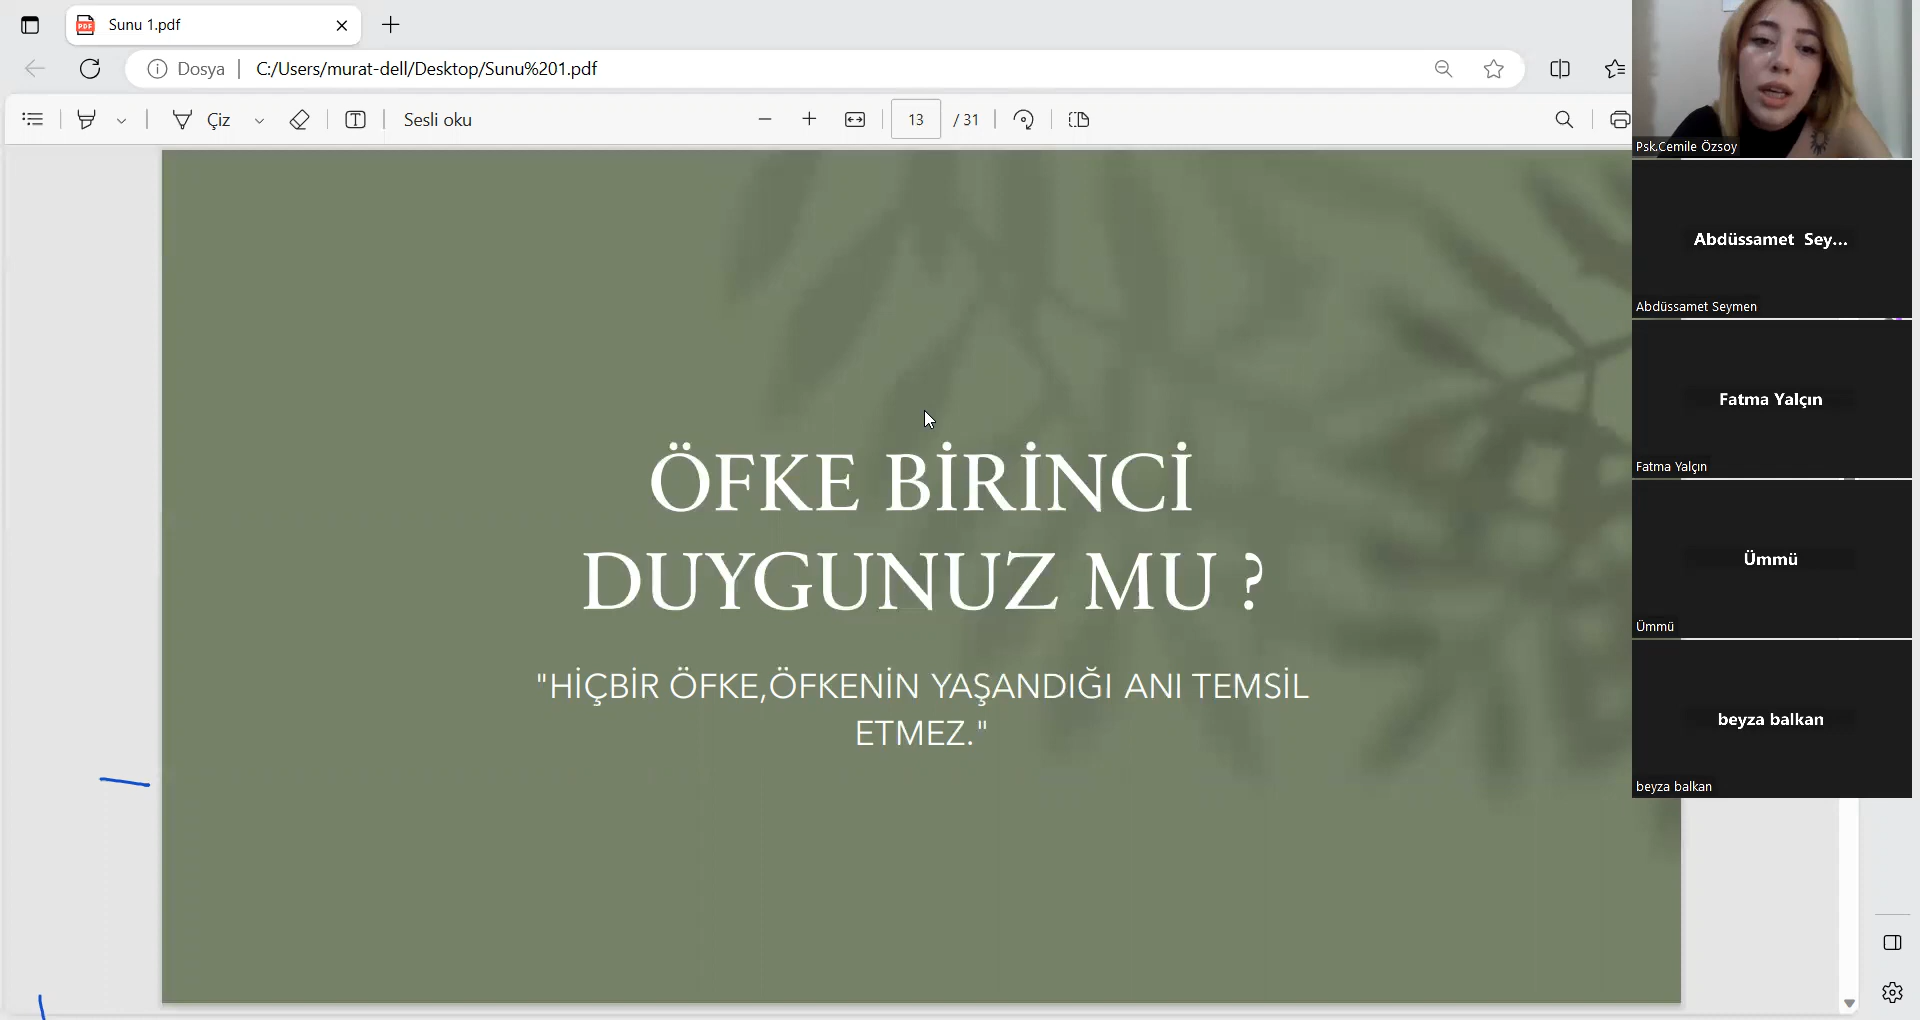 Sunu 1.pdf
Dosya
C:/Users/murat-dell/Desktop/Sunu%201.pdf
Çiz
Sesli oku
13 / 31
ÖFKE BİRİNCİ
DUYGUNUZ MU ?
"HİÇBİR ÖFKE,ÖFKENİN YAŞANDIĞI ANI TEMSİL
ETMEZ."
Psk.Cemile Özsoy
Abdüssamet Sey...
Abdüssamet Seymen
Fatma Yalçın
Fatma Yalçın
Ümmü
Ümmü
beyza balkan
beyza balkan